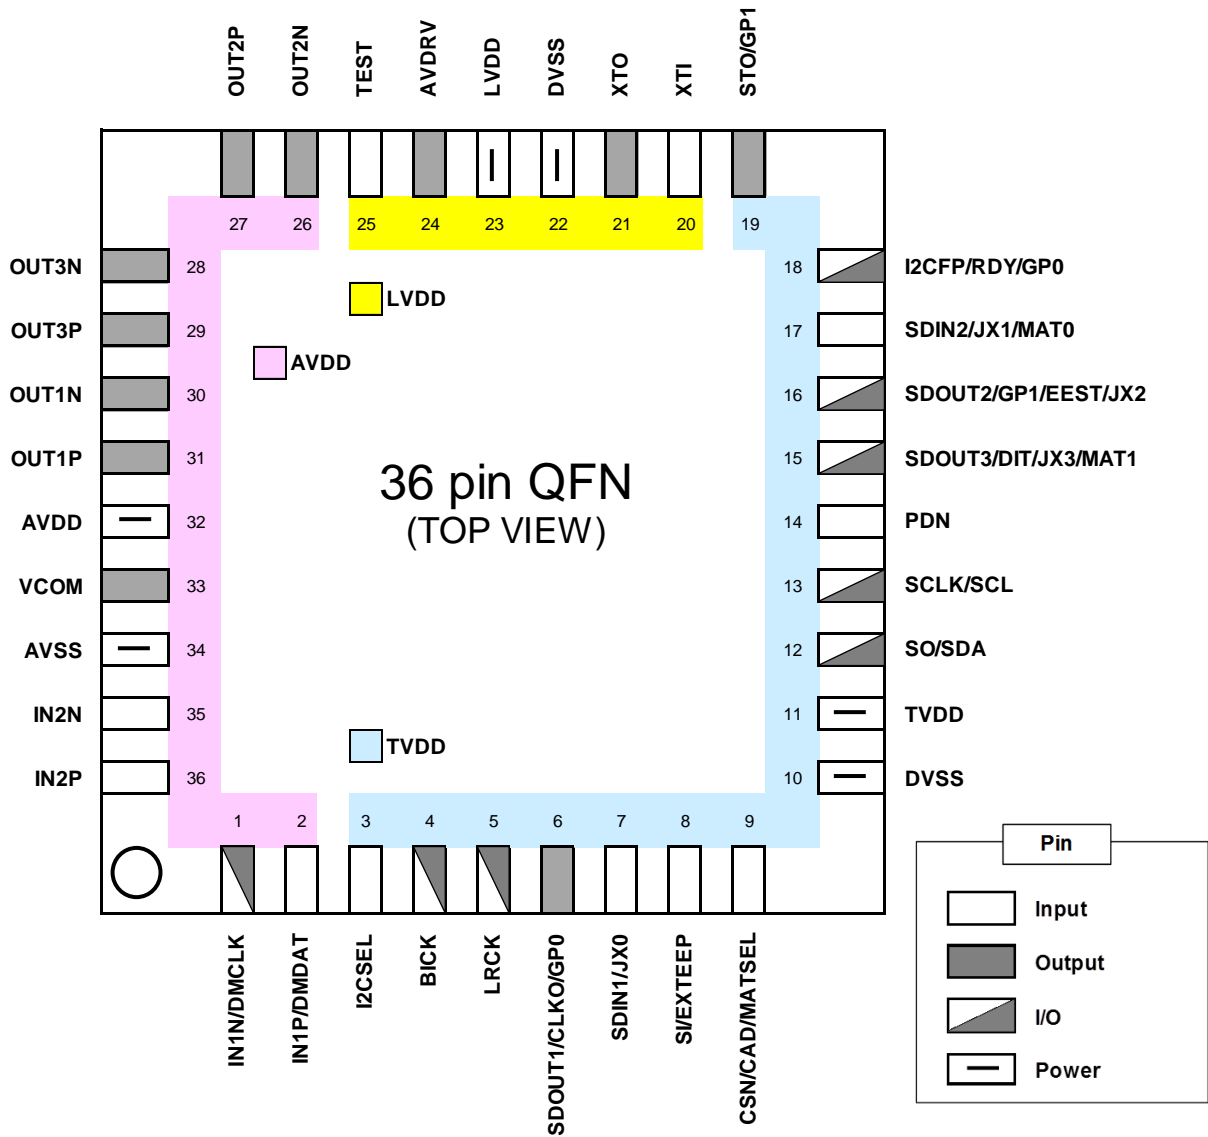 OUT2P
OUT2N
TEST
AVDRV
LVDD
DVSS
XTO
XTI
STO/GP1
27
26
25
24
23
22
21
20
19
OUT3N
28
OUT3P
29
OUT1N
30
OUT1P
31
AVDD
32
VCOM
33
AVSS
34
IN2N
35
IN2P
36
LVDD
AVDD
36 pin QFN
(TOP VIEW)
TVDD
18
I2CFP/RDY/GP0
17
SDIN2/JX1/MAT0
16
SDOUT2/GP1/EEST/JX2
15
SDOUT3/DIT/JX3/MAT1
14
PDN
13
SCLK/SCL
12
SO/SDA
11
TVDD
10
DVSS
1
2
3
4
5
6
7
8
9
IN1N/DMCLK
IN1P/DMDAT
I2CSEL
BICK
LRCK
SDOUT1/CLKO/GP0
SDIN1/JX0
SI/EXTEEP
CSN/CAD/MATSEL
Pin
Input
Output
I/O
Power